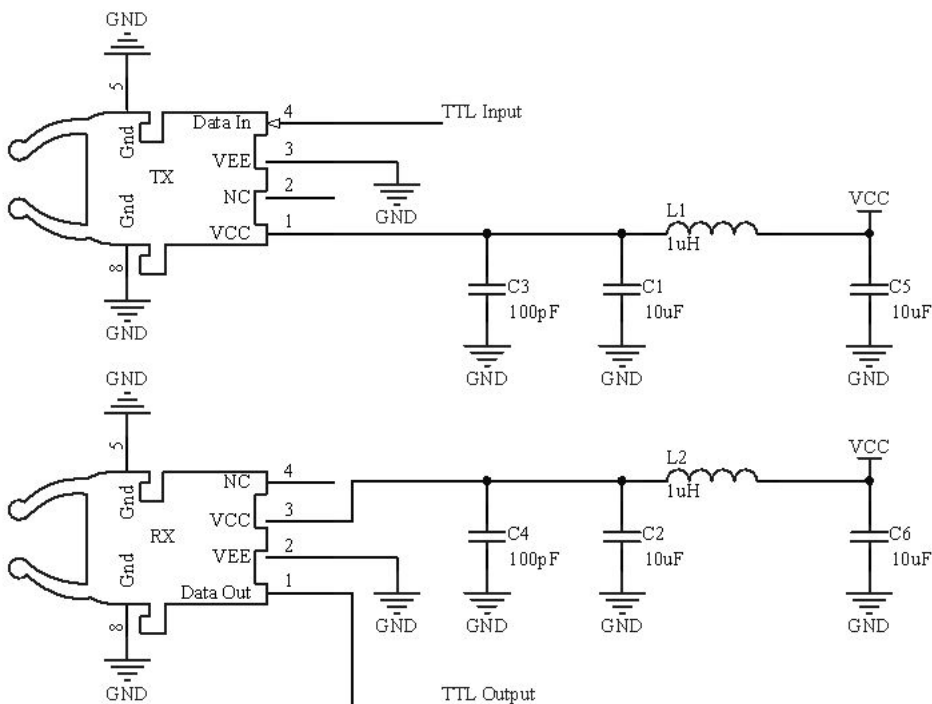 GND
5
Gnd
Data In
4
TTL Input
VEE
3
TX
NC
2
GND
Gnd
VCC
1
L1
1uH
VCC
8
GND
C3
100pF
GND
C1
10uF
GND
C5
10uF
GND
GND
5
Gnd
NC
4
L2
1uH
VCC
VCC
3
RX
VEE
2
GND
Gnd
Data Out
1
C4
100pF
GND
C2
10uF
GND
C6
10uF
GND
8
GND
TTL Output